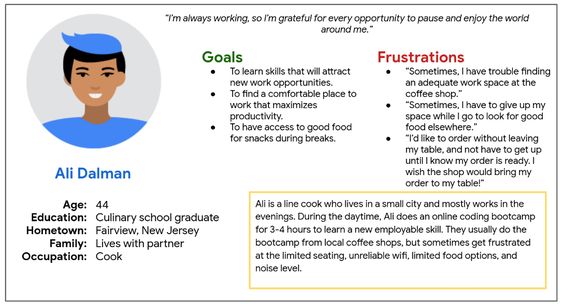 "I'm always working, so I'm grateful for every opportunity to pause and enjoy the world
around me."
Goals
● To learn skills that will attract
new work opportunities.
● To find a comfortable place to
work that maximizes
productivity.
● To have access to good food
for snacks during breaks.
Frustrations
● "Sometimes, I have trouble finding
an adequate work space at the
coffee shop."
● "Sometimes, I have to give up my
space while I go to look for good
food elsewhere."
● "I'd like to order without leaving
my table, and not have to get up
until I know my order is ready. I
wish the shop would bring my
order to my table!"
Ali Dalman
Age: 44
Education: Culinary school graduate
Hometown: Fairview, New Jersey
Family: Lives with partner
Occupation: Cook
Ali is a line cook who lives in a small city and mostly works in the
evenings. During the daytime, Ali does an online coding bootcamp
for 3-4 hours to learn a new employable skill. They usually do the
bootcamp from local coffee shops, but sometimes get frustrated
at the limited seating, unreliable wifi, limited food options, and
noise level.